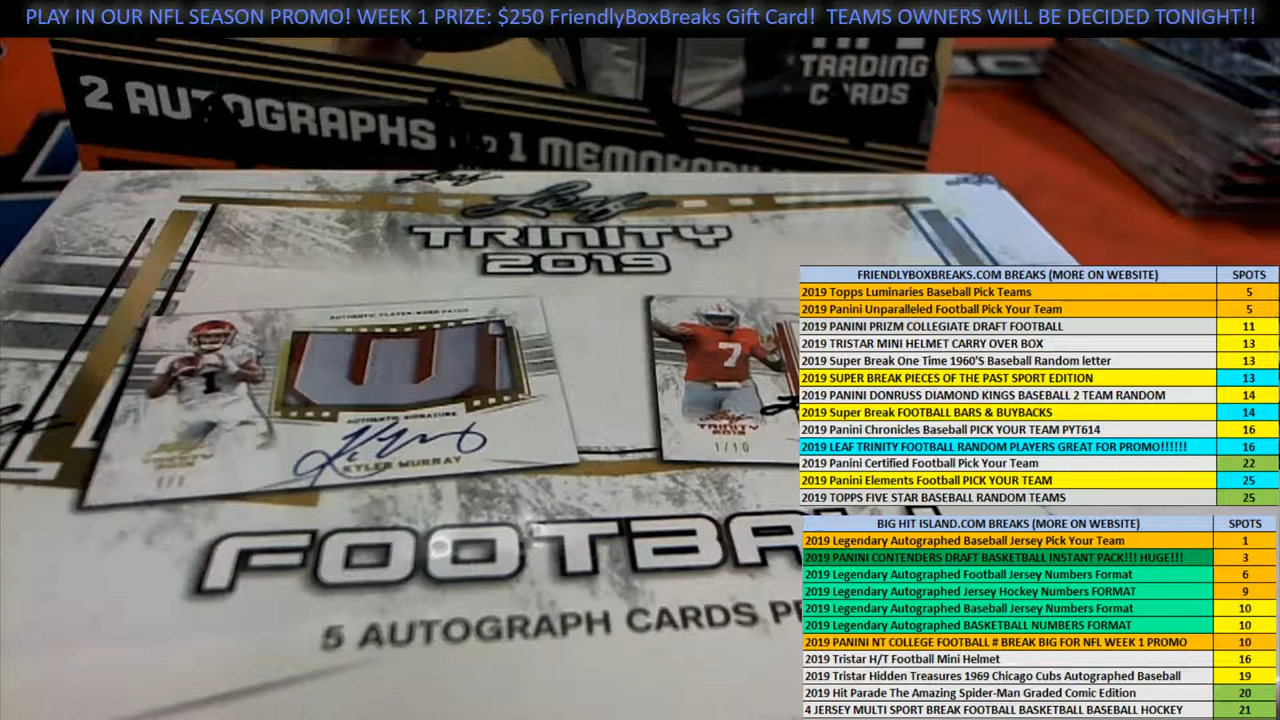 PLAY IN OUR NFL SEASON PROMO! WEEK 1 PRIZE: $250 FriendlyBoxBreaks Gift Card! TEAMS OWNERS WILL BE DECIDED TONIGHT!!
TRADING
CARDS
2 AUTOGRAPHS
1
Leaf
Leaf
TRINITY
2019
AUTHENTIC PLAYER-WORN PATCH
1
AUTHENTIC SIGNATURE
KYLER MURRAY
1/1
7
TRINITY
2019
1/10
FOOTBA
5 AUTOGRAPH CARDS P
FRIENDLYBOXBREAKS.COM BREAKS (MORE ON WEBSITE) SPOTS
2019 Topps Luminaries Baseball Pick Teams 5
2019 Panini Unparalleled Football Pick Your Team 5
2019 PANINI PRIZM COLLEGIATE DRAFT FOOTBALL 11
2019 TRISTAR MINI HELMET CARRY OVER BOX 13
2019 Super Break One Time 1960'S Baseball Random letter 13
2019 SUPER BREAK PIECES OF THE PAST SPORT EDITION 13
2019 PANINI DONRUSS DIAMOND KINGS BASEBALL 2 TEAM RANDOM 14
2019 Super Break FOOTBALL BARS & BUYBACKS 14
2019 Panini Chronicles Baseball PICK YOUR TEAM PYT614 16
2019 LEAF TRINITY FOOTBALL RANDOM PLAYERS GREAT FOR PROMO!!!!!! 16
2019 Panini Certified Football Pick Your Team 22
2019 Panini Elements Football PICK YOUR TEAM 25
2019 TOPPS FIVE STAR BASEBALL RANDOM TEAMS 25
BIG HIT ISLAND.COM BREAKS (MORE ON WEBSITE) SPOTS
2019 Legendary Autographed Baseball Jersey Pick Your Team 1
2019 PANINI CONTENDERS DRAFT BASKETBALL INSTANT PACK!!! HUGE!!! 3
2019 Legendary Autographed Football Jersey Numbers Format 6
2019 Legendary Autographed Jersey Hockey Numbers FORMAT 9
2019 Legendary Autographed Baseball Jersey Numbers Format 10
2019 Legendary Autographed BASKETBALL NUMBERS FORMAT 10
2019 PANINI NT COLLEGE FOOTBALL # BREAK BIG FOR NFL WEEK 1 PROMO 10
2019 Tristar H/T Football Mini Helmet 16
2019 Tristar Hidden Treasures 1969 Chicago Cubs Autographed Baseball 19
2019 Hit Parade The Amazing Spider-Man Graded Comic Edition 20
4 JERSEY MULTI SPORT BREAK FOOTBALL BASKETBALL BASEBALL HOCKEY 21